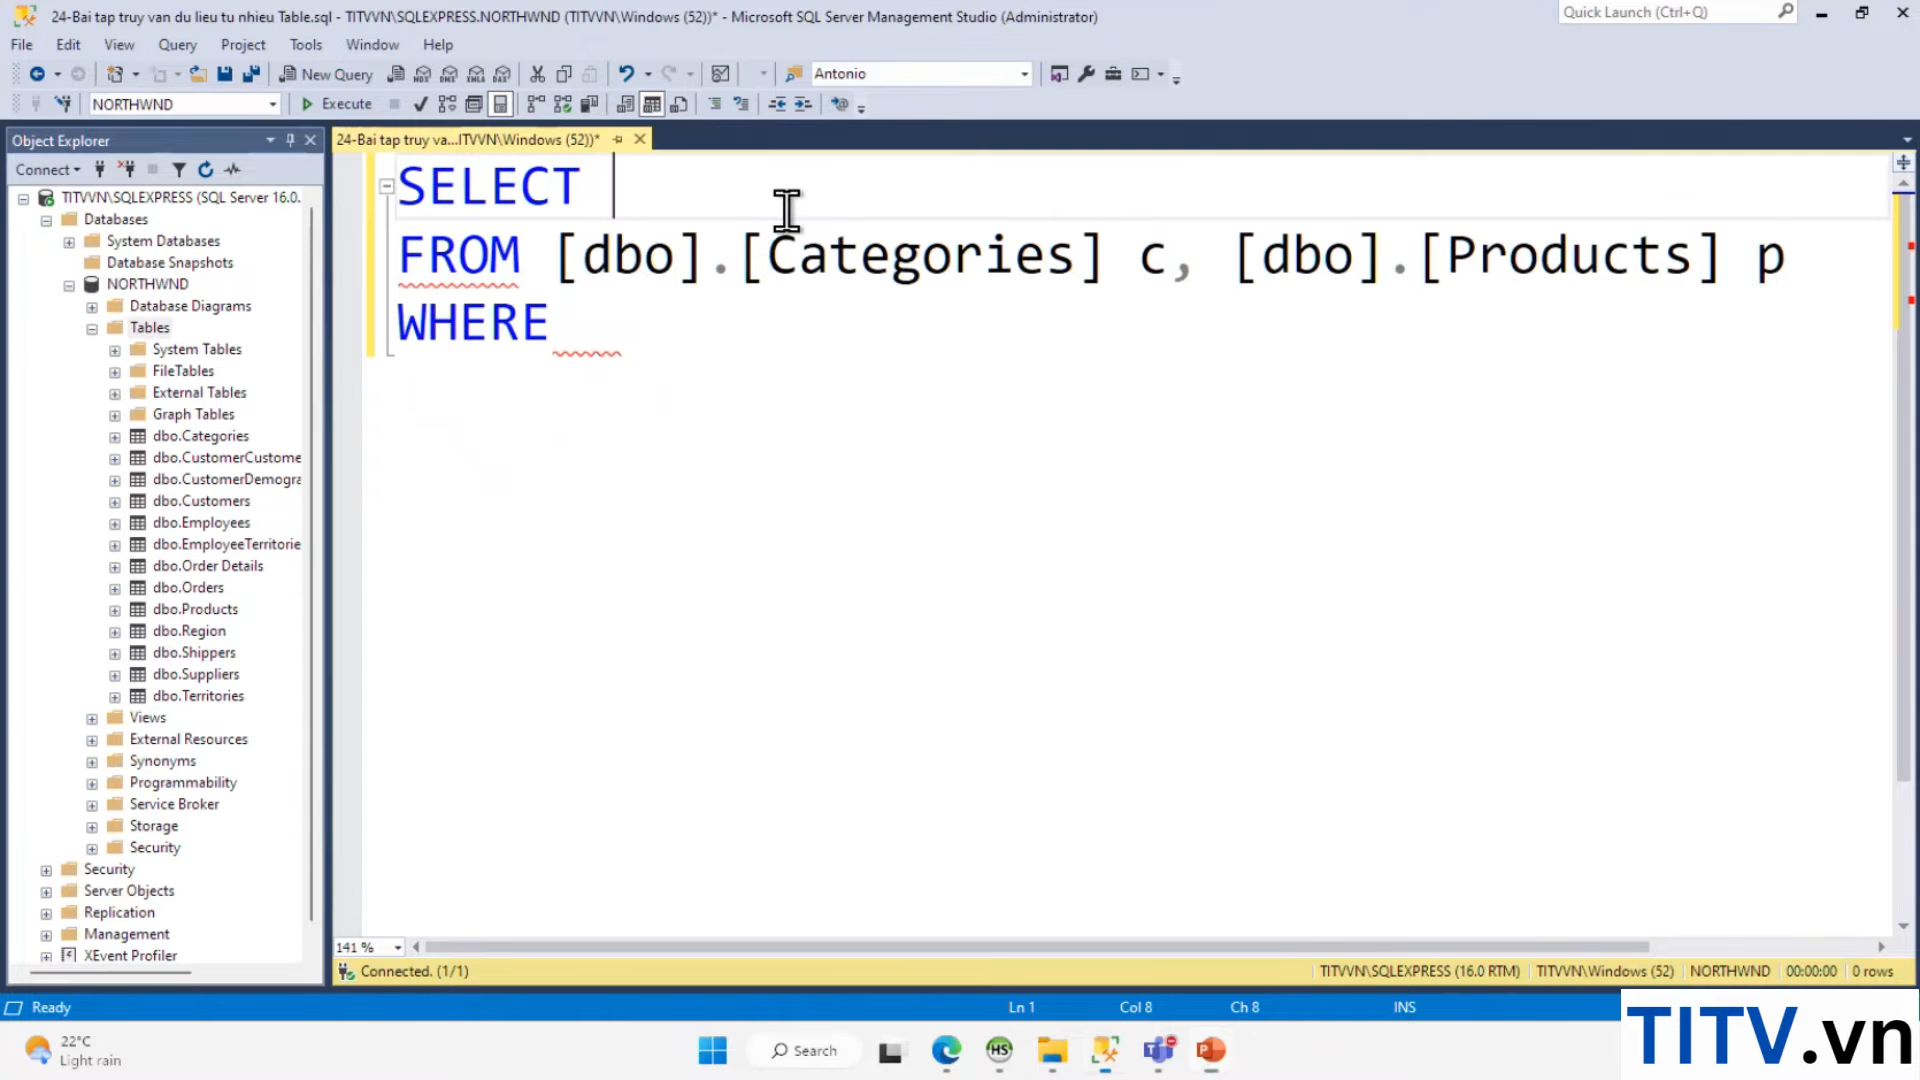 24-Bai tap truy van du lieu tu nhieu Table.sql - TITVVN\SQLEXPRESS.NORTHWND (TITVVN\Windows (52))* - Microsoft SQL Server Management Studio (Administrator)
Quick Launch (Ctrl+Q)
File Edit View Query Project Tools Window Help
New Query
Antonio
NORTHWND
Execute
Object Explorer
24-Bai tap truy va...ITVVN\Windows (52))*
Connect
TITVVN\SQLEXPRESS (SQL Server 16.0.
Databases
System Databases
Database Snapshots
NORTHWND
Database Diagrams
Tables
System Tables
FileTables
External Tables
Graph Tables
dbo.Categories
dbo.CustomerCustome
dbo.CustomerDemogra
dbo.Customers
dbo.Employees
dbo.EmployeeTerritorie
dbo.Order Details
dbo.Orders
dbo.Products
dbo.Region
dbo.Shippers
dbo.Suppliers
dbo.Territories
Views
External Resources
Synonyms
Programmability
Service Broker
Storage
Security
Security
Server Objects
Replication
Management
XEvent Profiler
SELECT
FROM [dbo].[Categories] c, [dbo].[Products] p
WHERE
141 %
Connected. (1/1)
TITVVN\SQLEXPRESS (16.0 RTM) TITVVN\Windows (52) NORTHWND 00:00:00 0 rows
Ready
Ln 1 Col 8 Ch 8 INS
22°C
Light rain
Search
HS
TITV.vn